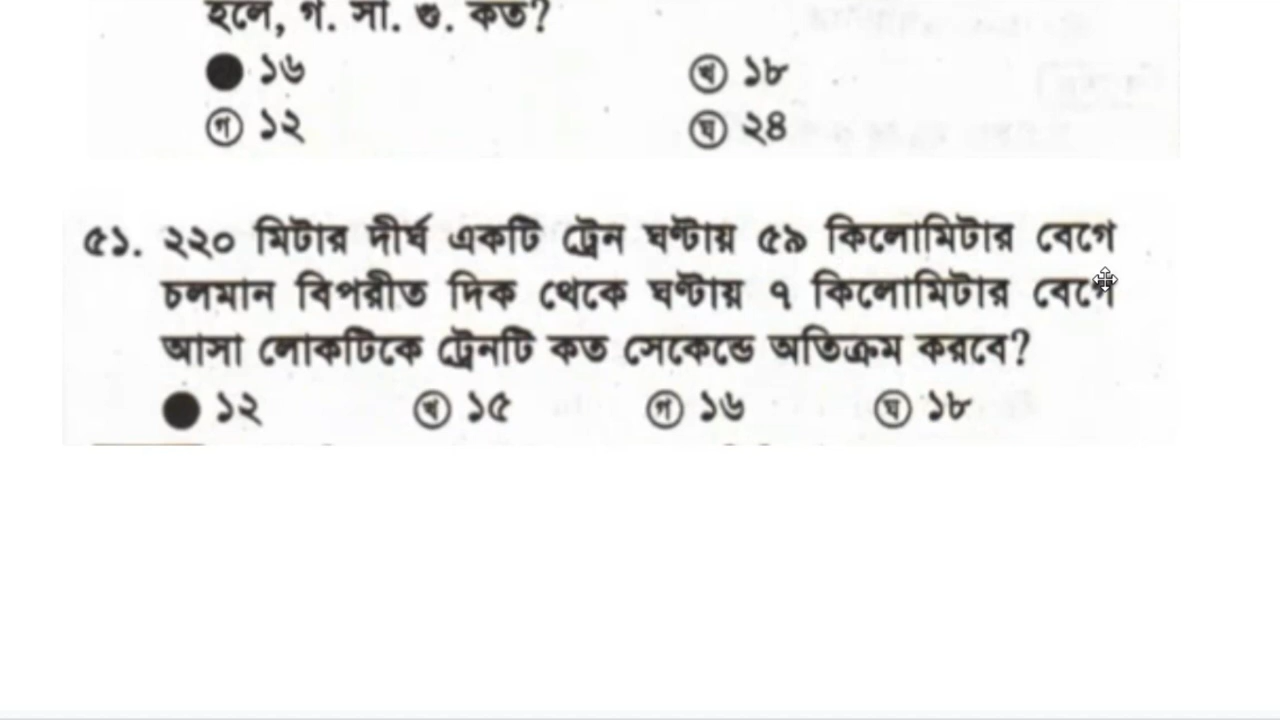 হলে, গ. সা. গু. কত?
১৬ খ ১৮
গ ১২ ঘ ২৪
৫১. ২২০ মিটার দীর্ঘ একটি ট্রেন ঘণ্টায় ৫৯ কিলোমিটার বেগে
চলমান বিপরীত দিক থেকে ঘণ্টায় ৭ কিলোমিটার বেগে
আসা লোকটিকে ট্রেনটি কত সেকেন্ডে অতিক্রম করবে?
১২ খ ১৫ গ ১৬ ঘ ১৮